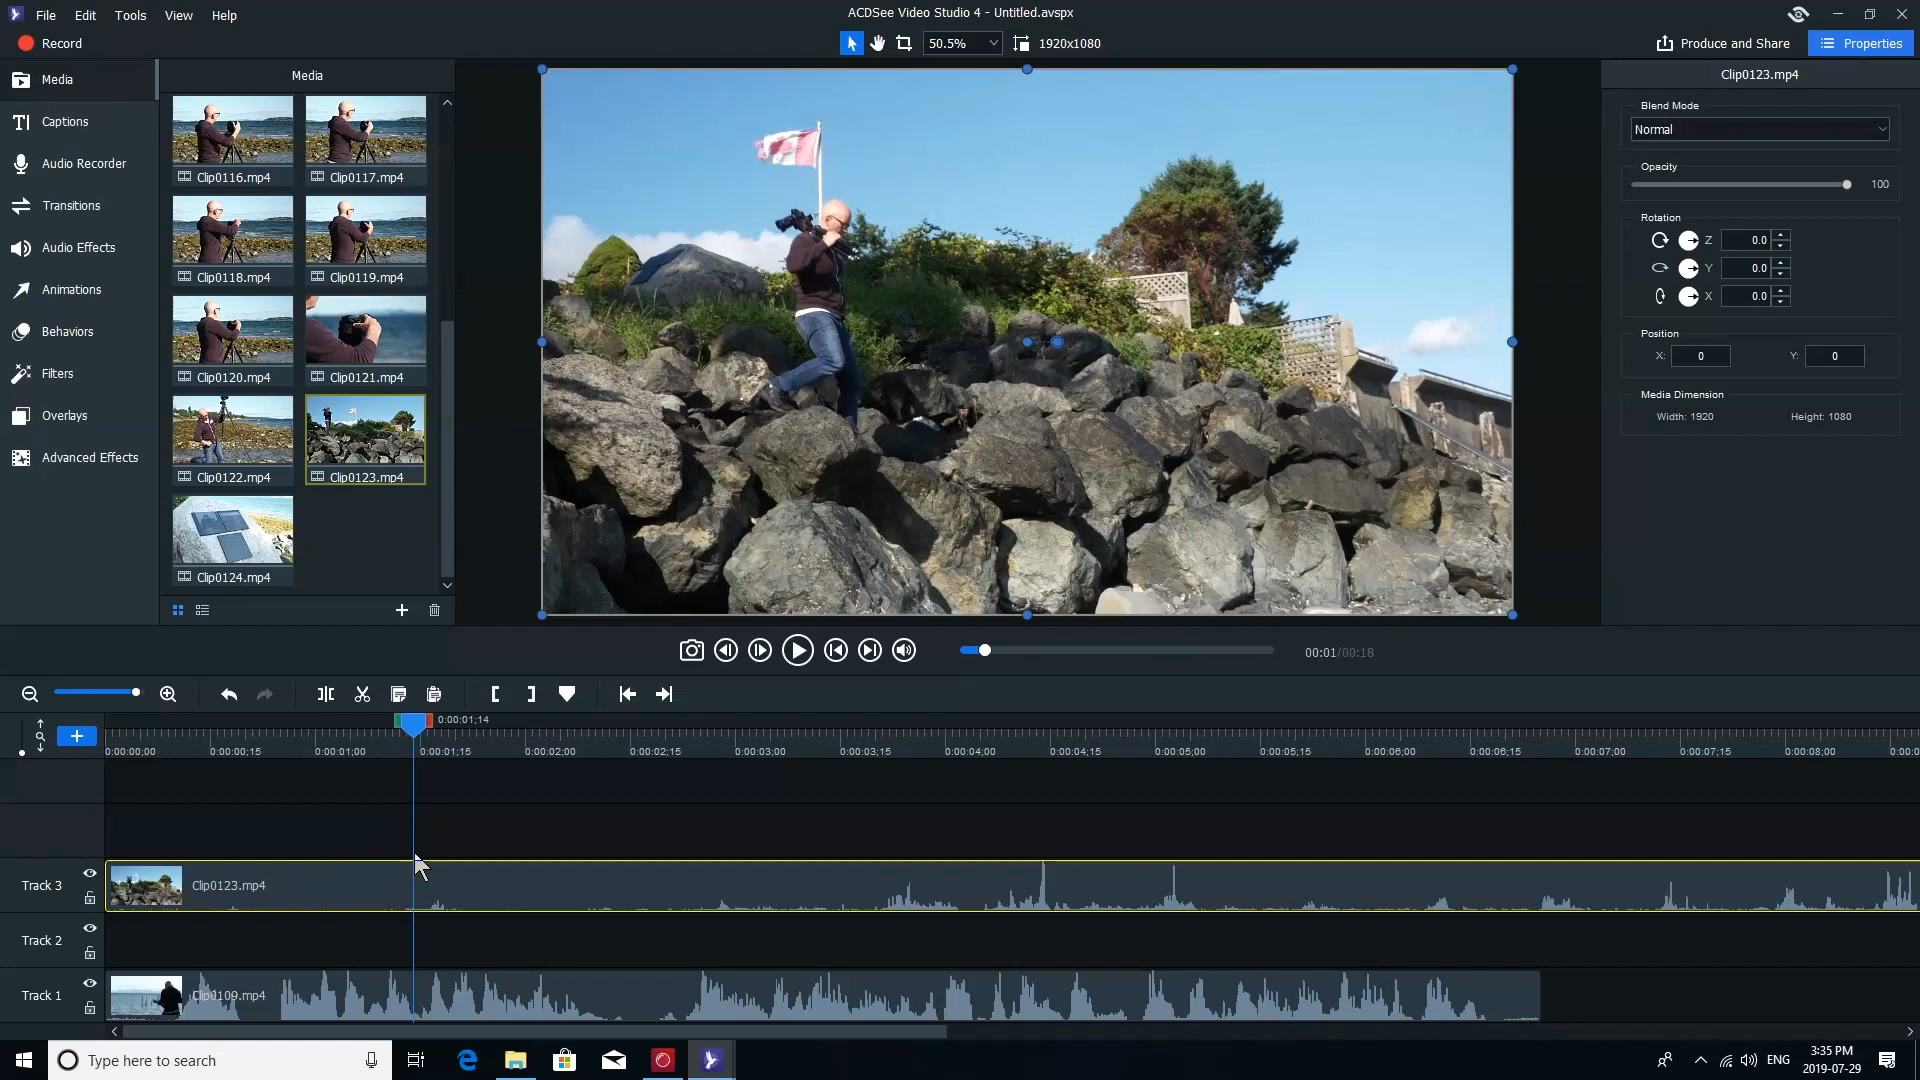 File Edit Tools View Help
ACDSee Video Studio 4 - Untitled.avspx
Record
50.5%
1920x1080
Produce and Share
Properties
Media
Captions
Audio Recorder
Transitions
Audio Effects
Animations
Behaviors
Filters
Overlays
Advanced Effects
Media
Clip0116.mp4 Clip0117.mp4
Clip0118.mp4 Clip0119.mp4
Clip0120.mp4 Clip0121.mp4
Clip0122.mp4 Clip0123.mp4
Clip0124.mp4
Clip0123.mp4
Blend Mode
Normal
Opacity
100
Rotation
Z 0.0
Y 0.0
X 0.0
Position
X: 0 Y: 0
Media Dimension
Width: 1920 Height: 1080
00:01/00:18
0:00:01;14
0:00:00;00 0:00:00;15 0:00:01;00 0:00:01;15 0:00:02;00 0:00:02;15 0:00:03;00 0:00:03;15 0:00:04;00 0:00:04;15 0:00:05;00 0:00:05;15 0:00:06;00 0:00:06;15 0:00:07;00 0:00:07;15 0:00:08;00 0:00:0
Track 3 Clip0123.mp4
Track 2
Track 1 Clip0109.mp4
Type here to search
ENG
3:35 PM
2019-07-29